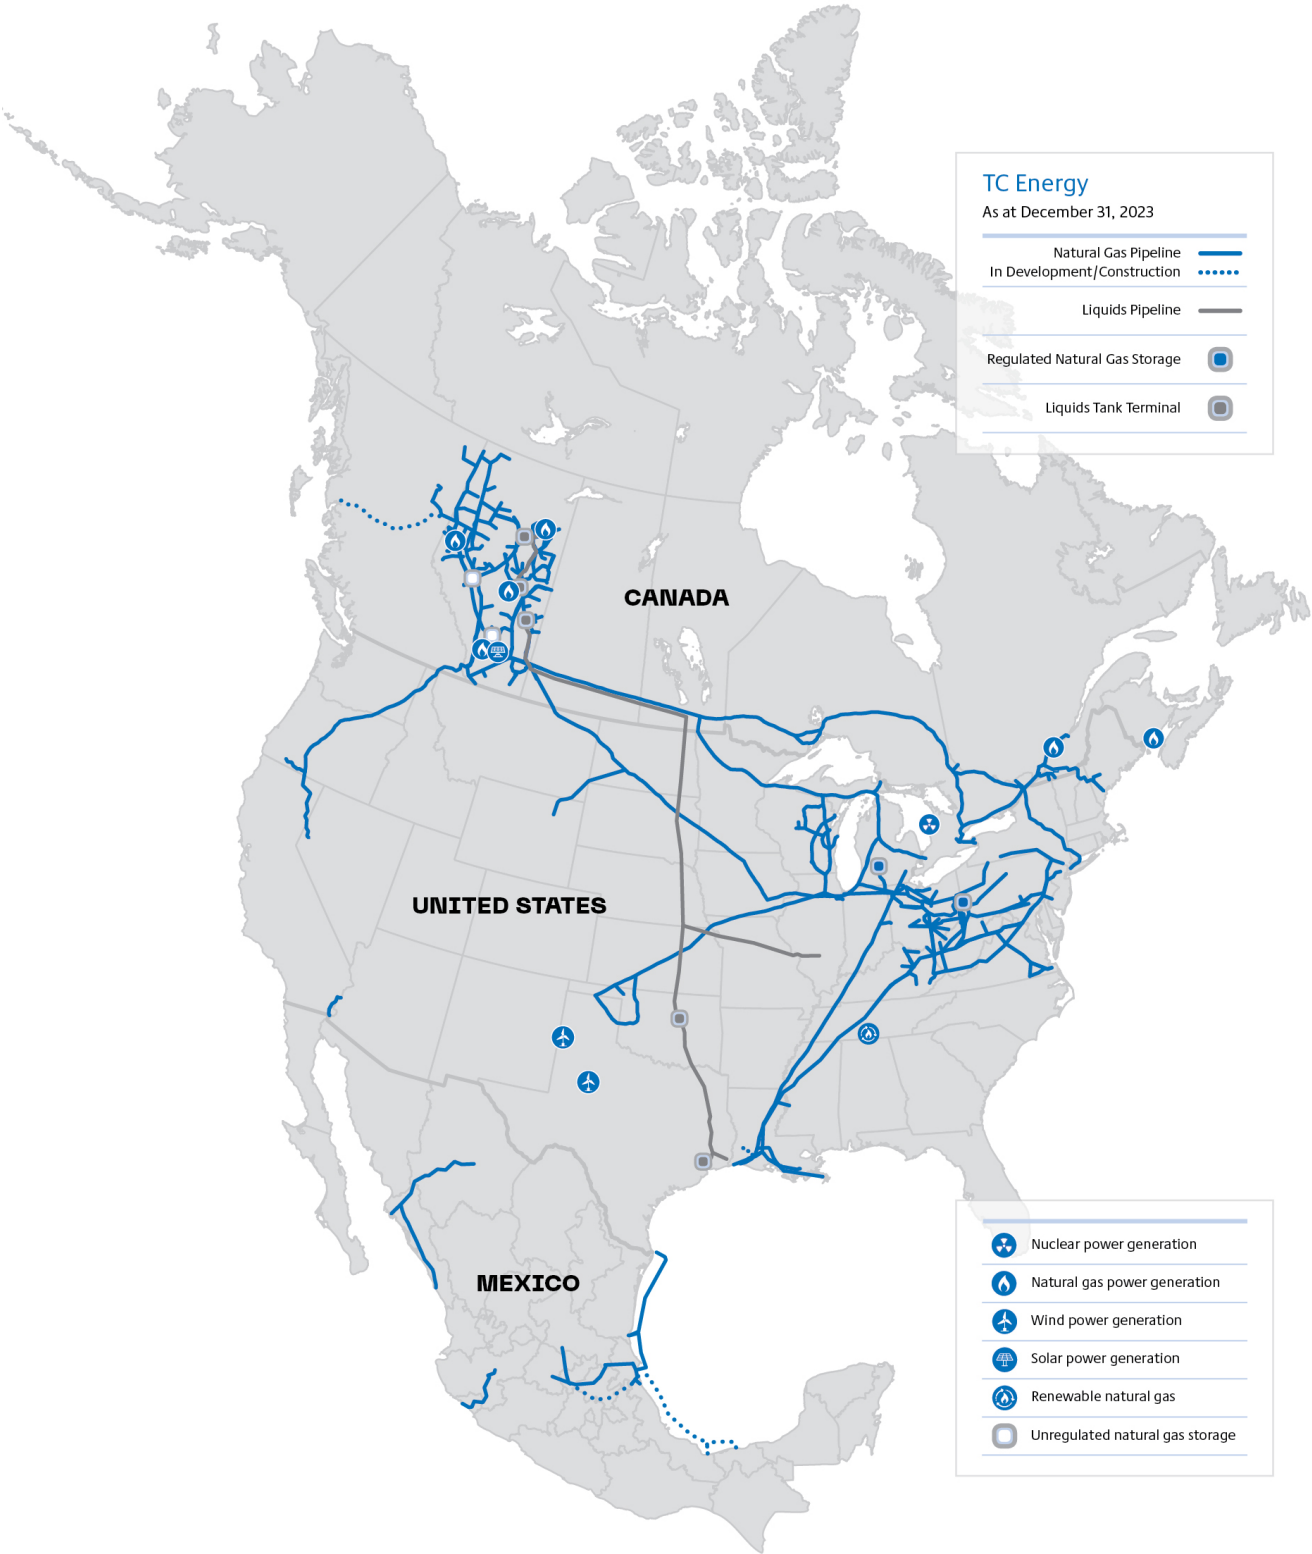 TC Energy
As at December 31, 2023
Natural Gas Pipeline
In Development/Construction
Liquids Pipeline
Regulated Natural Gas Storage
Liquids Tank Terminal
CANADA
UNITED STATES
MEXICO
Nuclear power generation
Natural gas power generation
Wind power generation
Solar power generation
Renewable natural gas
Unregulated natural gas storage